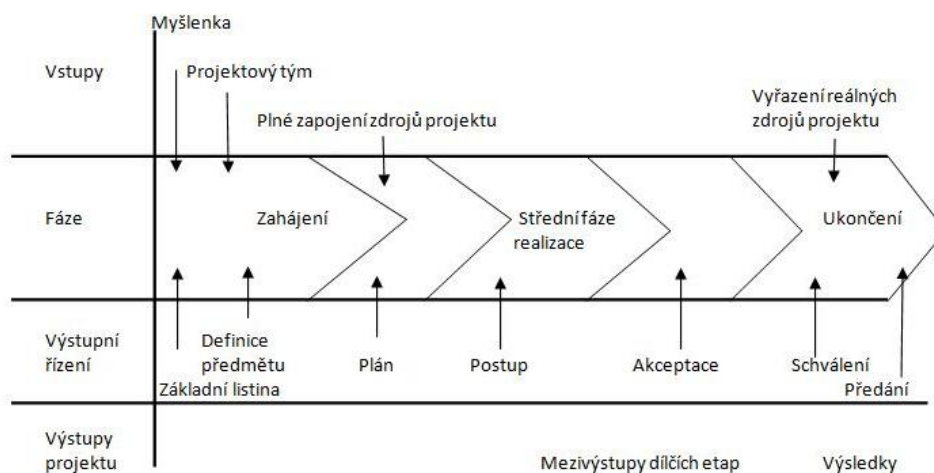 Myšlenka
Vstupy
Projektový tým
Plné zapojení zdrojů projektu
Vyřazení reálných
zdrojů projektu
Fáze
Zahájení
Střední fáze
realizace
Ukončení
Výstupní
řízení
Definice
předmětu
Základní listina
Plán
Postup
Akceptace
Schválení
Předání
Výstupy
projektu
Mezivýstupy dílčích etap
Výsledky